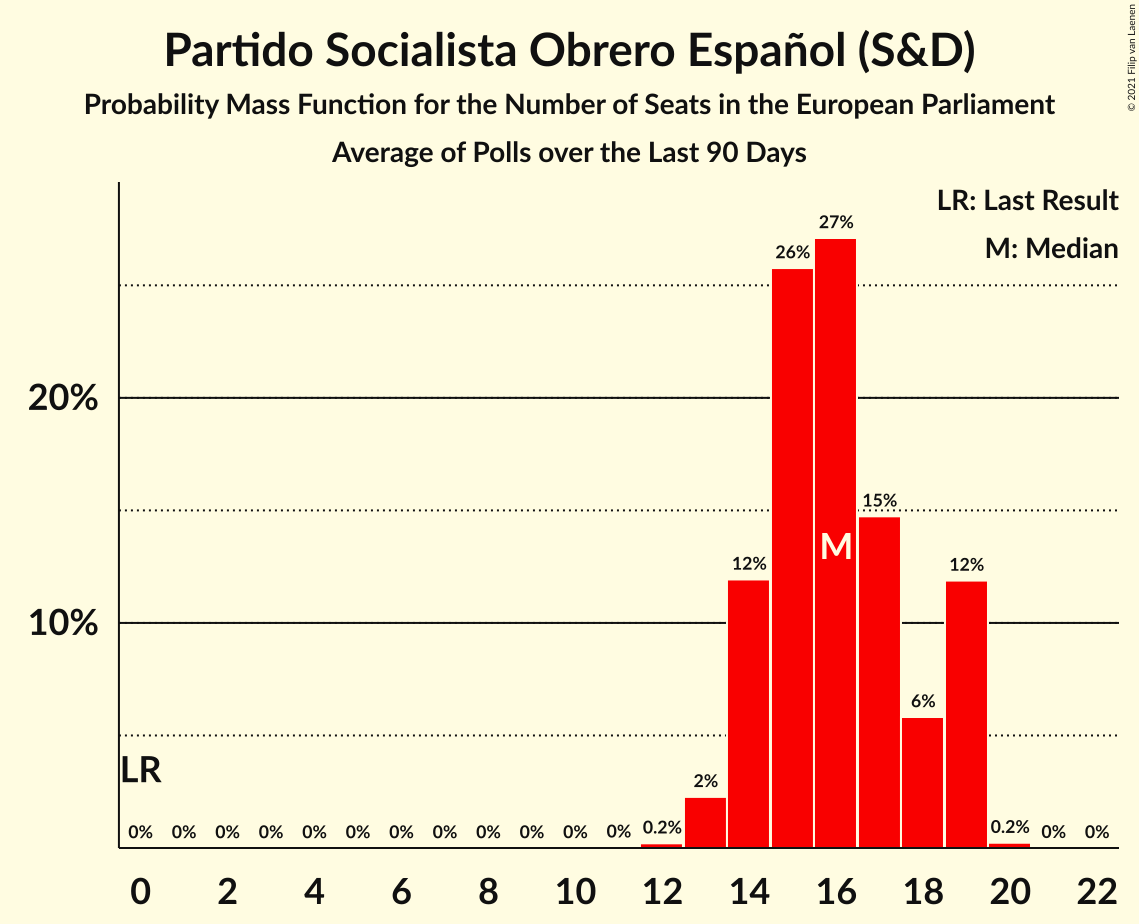 Partido Socialista Obrero Español (S&D)
Probability Mass Function for the Number of Seats in the European Parliament
Average of Polls over the Last 90 Days
© 2021 Filip van Laenen
LR: Last Result
M: Median
27%
26%
20%
15%
M
12% 12%
10%
6%
LR
2%
0% 0% 0% 0% 0% 0% 0% 0% 0% 0% 0% 0% 0.2% 0.2% 0% 0%
0 2 4 6 8 10 12 14 16 18 20 22